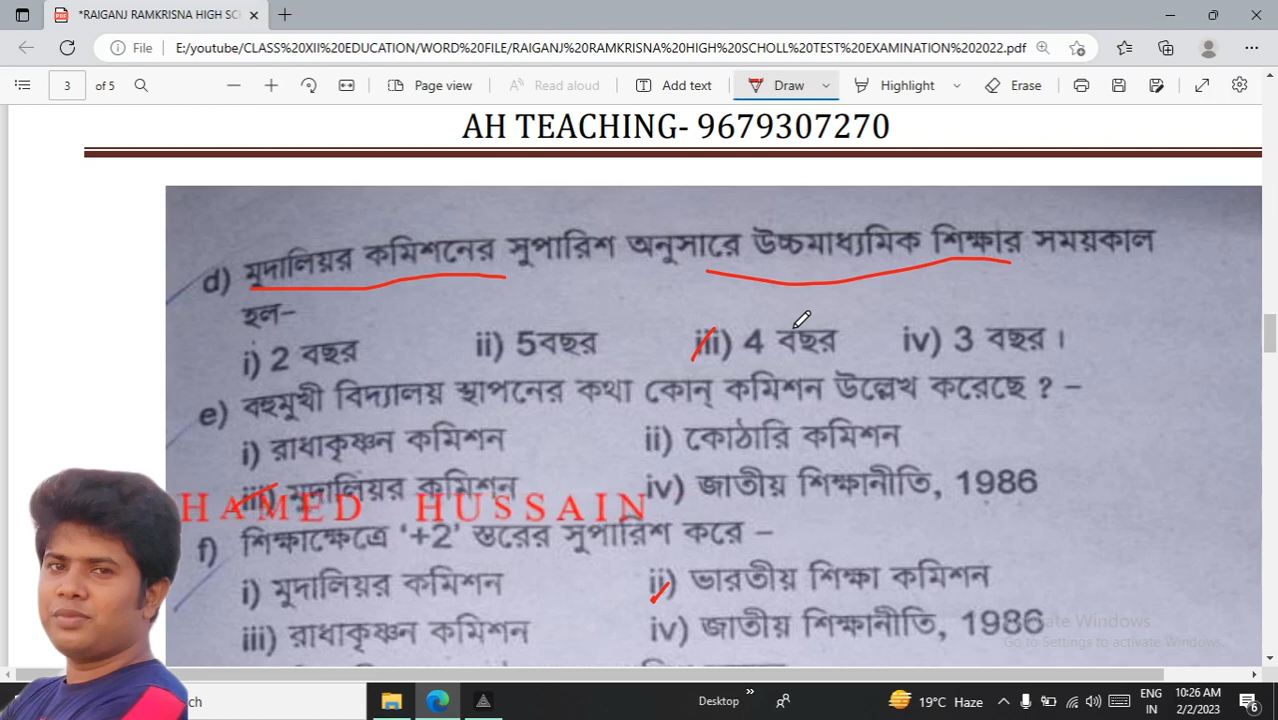 *RAIGANJ RAMKRISNA HIGH SCH
File E:/youtube/CLASS%20XII%20EDUCATION/WORD%20FILE/RAIGANJ%20RAMKRISNA%20HIGH%20SCHOLL%20TEST%20EXAMINATION%202022.pdf
3 of 5 Page view Read aloud Add text Draw Highlight Erase
AH TEACHING- 9679307270
d) মুদালিয়র কমিশনের সুপারিশ অনুসারে উচ্চমাধ্যমিক শিক্ষার সময়কাল
হল–
i) 2 বছর ii) 5বছর iii) 4 বছর iv) 3 বছর ।
e) বহুমুখী বিদ্যালয় স্থাপনের কথা কোন্ কমিশন উল্লেখ করেছে ? –
i) রাধাকৃষ্ণন কমিশন ii) কোঠারি কমিশন
iii) মুদালিয়র কমিশন iv) জাতীয় শিক্ষানীতি, 1986
HAMED HUSSAIN
f) শিক্ষাক্ষেত্রে ‘+2’ স্তরের সুপারিশ করে –
i) মুদালিয়র কমিশন ii) ভারতীয় শিক্ষা কমিশন
iii) রাধাকৃষ্ণন কমিশন iv) জাতীয় শিক্ষানীতি, 1986
Activate Windows
Go to Settings to activate Windows.
rch Desktop 19°C Haze ENG IN 10:26 AM 2/2/2023 6